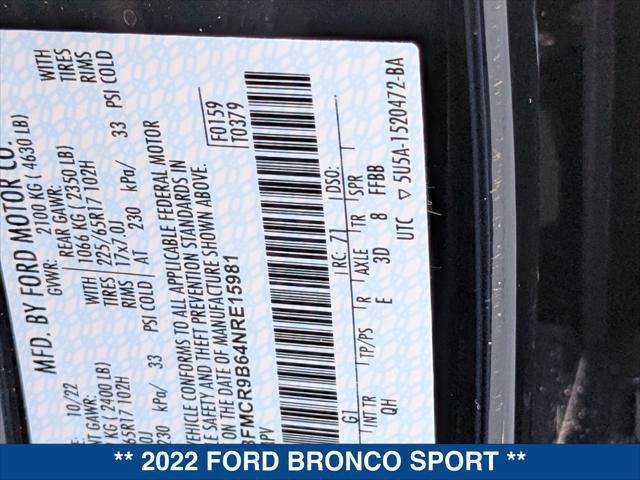 MFD. BY FORD MOTOR CO.
10/22
GVWR: 2100 KG ( 4630 LB)
GAWR: REAR GAWR:
KG ( 2400 LB) 1066 KG ( 2350 LB)
65R17 102H WITH TIRES 225/65R17 102H WITH TIRES
RIMS 17x7.0J RIMS
230 kPa/ 33 PSI COLD AT 230 kPa/ 33 PSI COLD
VEHICLE CONFORMS TO ALL APPLICABLE FEDERAL MOTOR
SAFETY AND THEFT PREVENTION STANDARDS IN
ON THE DATE OF MANUFACTURE SHOWN ABOVE.
FMCR9B64NRE15981
F0159
T0379
MPV
RC: 71 DSO:
INT TR TP/PS R AXLE TR SPR
QH E 3D 8 FFBB
UTC ▽ 5U5A-1520472-BA
** 2022 FORD BRONCO SPORT **